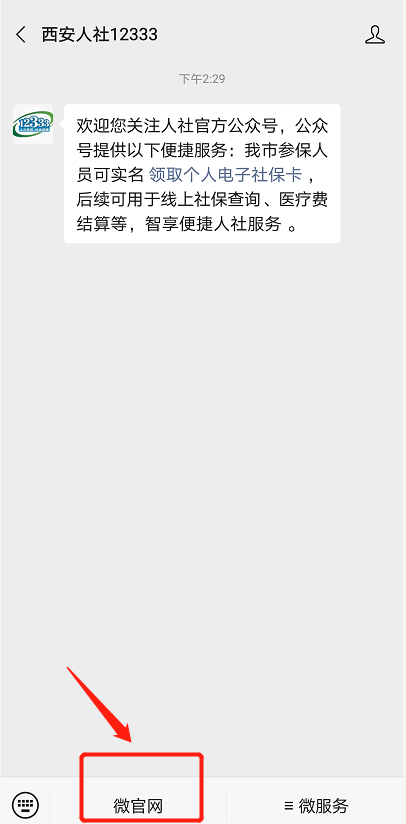 西安人社12333
下午2:29
12333
欢迎您关注人社官方公众号，公众
号提供以下便捷服务：我市参保人
员可实名 领取个人电子社保卡 ，
后续可用于线上社保查询、医疗费
结算等，智享便捷人社服务 。
微官网
≡ 微服务